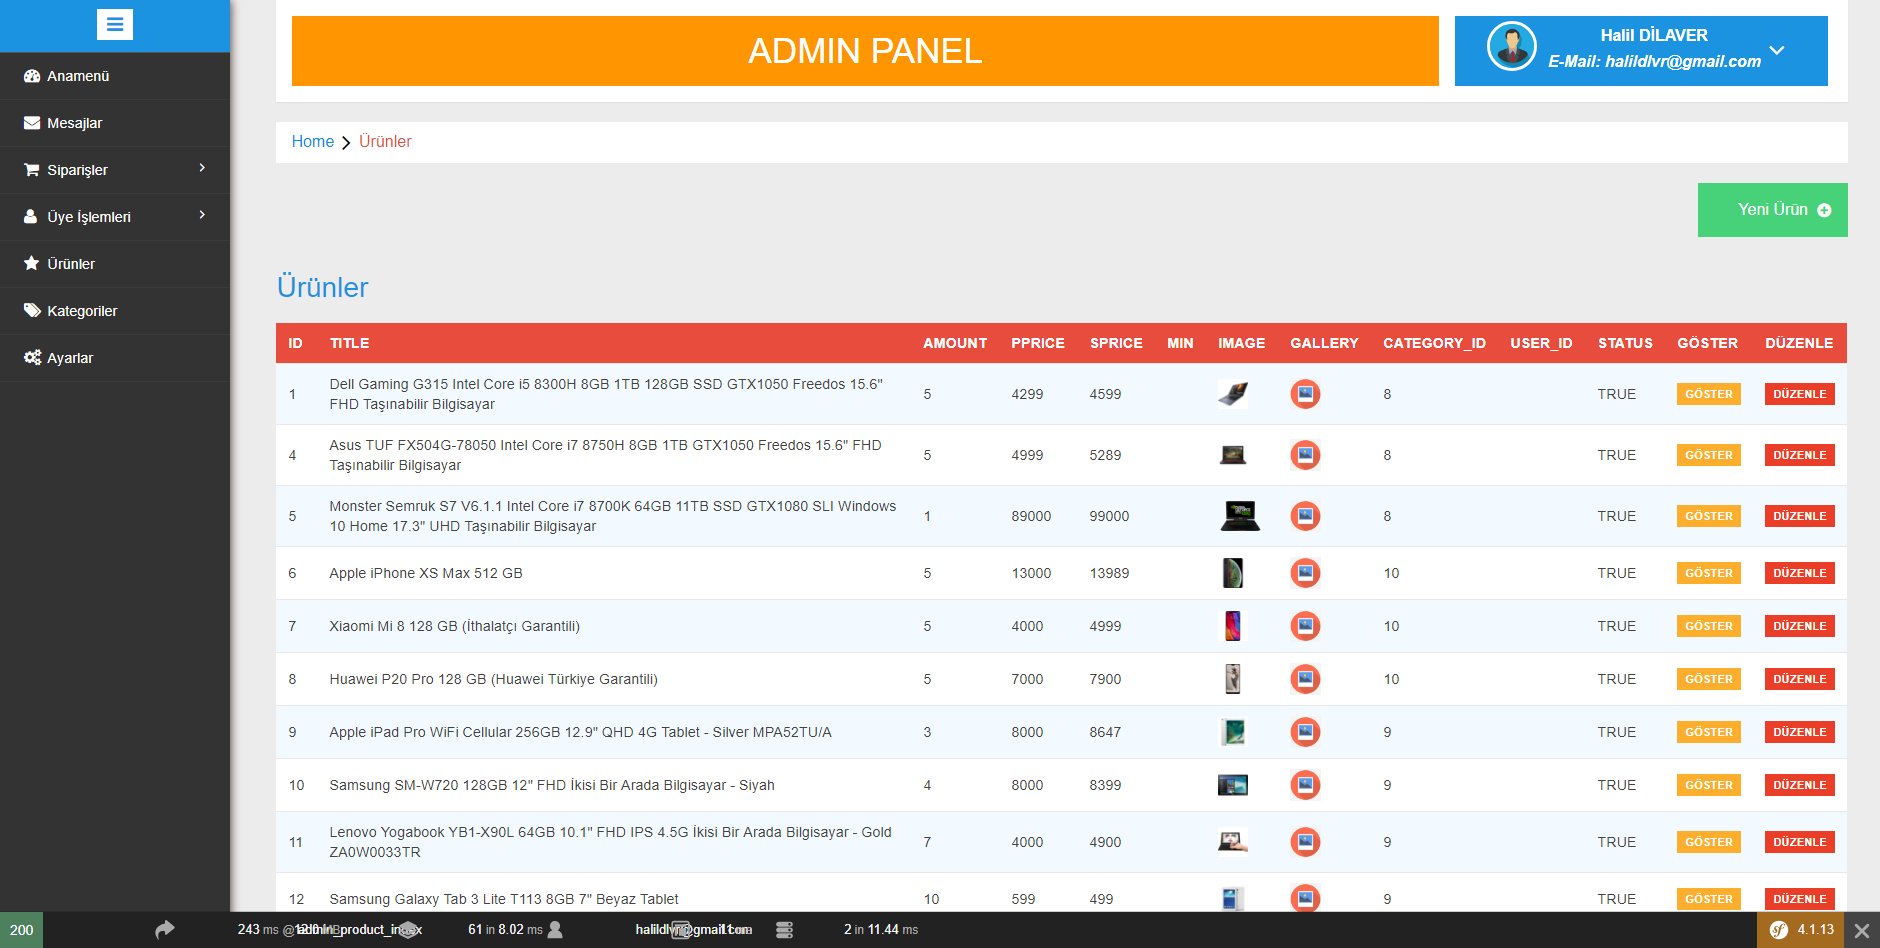 ADMIN PANEL
Halil DİLAVER
E-Mail: halildlvr@gmail.com
Anamenü
Mesajlar
Siparişler
Üye İşlemleri
Ürünler
Kategoriler
Ayarlar
Home Ürünler
Yeni Ürün
Ürünler
ID TITLE AMOUNT PPRICE SPRICE MIN IMAGE GALLERY CATEGORY_ID USER_ID STATUS GÖSTER DÜZENLE
1 Dell Gaming G315 Intel Core i5 8300H 8GB 1TB 128GB SSD GTX1050 Freedos 15.6"
FHD Taşınabilir Bilgisayar 5 4299 4599 8 TRUE GÖSTER DÜZENLE
4 Asus TUF FX504G-78050 Intel Core i7 8750H 8GB 1TB GTX1050 Freedos 15.6" FHD
Taşınabilir Bilgisayar 5 4999 5289 8 TRUE GÖSTER DÜZENLE
5 Monster Semruk S7 V6.1.1 Intel Core i7 8700K 64GB 11TB SSD GTX1080 SLI Windows
10 Home 17.3" UHD Taşınabilir Bilgisayar 1 89000 99000 8 TRUE GÖSTER DÜZENLE
6 Apple iPhone XS Max 512 GB 5 13000 13989 10 TRUE GÖSTER DÜZENLE
7 Xiaomi Mi 8 128 GB (İthalatçı Garantili) 5 4000 4999 10 TRUE GÖSTER DÜZENLE
8 Huawei P20 Pro 128 GB (Huawei Türkiye Garantili) 5 7000 7900 10 TRUE GÖSTER DÜZENLE
9 Apple iPad Pro WiFi Cellular 256GB 12.9" QHD 4G Tablet - Silver MPA52TU/A 3 8000 8647 9 TRUE GÖSTER DÜZENLE
10 Samsung SM-W720 128GB 12" FHD İkisi Bir Arada Bilgisayar - Siyah 4 8000 8399 9 TRUE GÖSTER DÜZENLE
11 Lenovo Yogabook YB1-X90L 64GB 10.1" FHD IPS 4.5G İkisi Bir Arada Bilgisayar - Gold
ZA0W0033TR 7 4000 4900 9 TRUE GÖSTER DÜZENLE
12 Samsung Galaxy Tab 3 Lite T113 8GB 7" Beyaz Tablet 10 599 499 9 TRUE GÖSTER DÜZENLE
200 243 ms @admin_product_index 61 in 8.02 ms halildlvr@gmail.com 2 in 11.44 ms 4.1.13